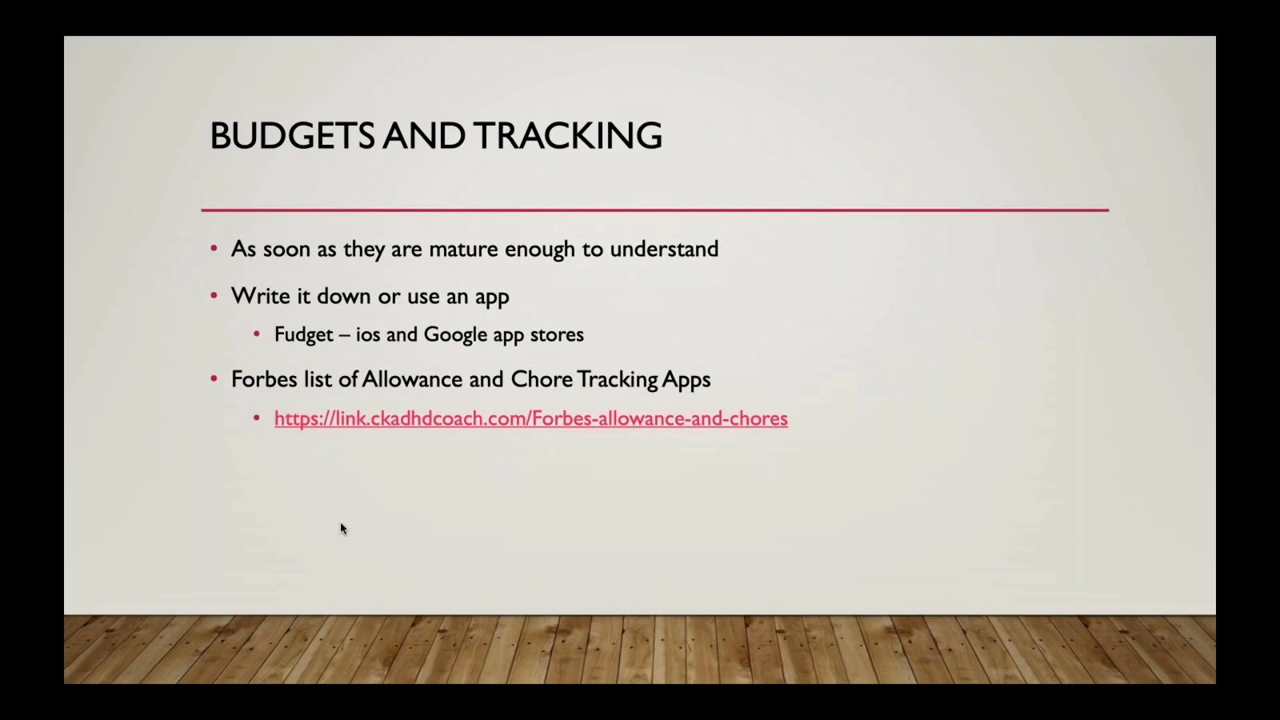 BUDGETS AND TRACKING
As soon as they are mature enough to understand
Write it down or use an app
Fudget – ios and Google app stores
Forbes list of Allowance and Chore Tracking Apps
https://link.ckadhdcoach.com/Forbes-allowance-and-chores